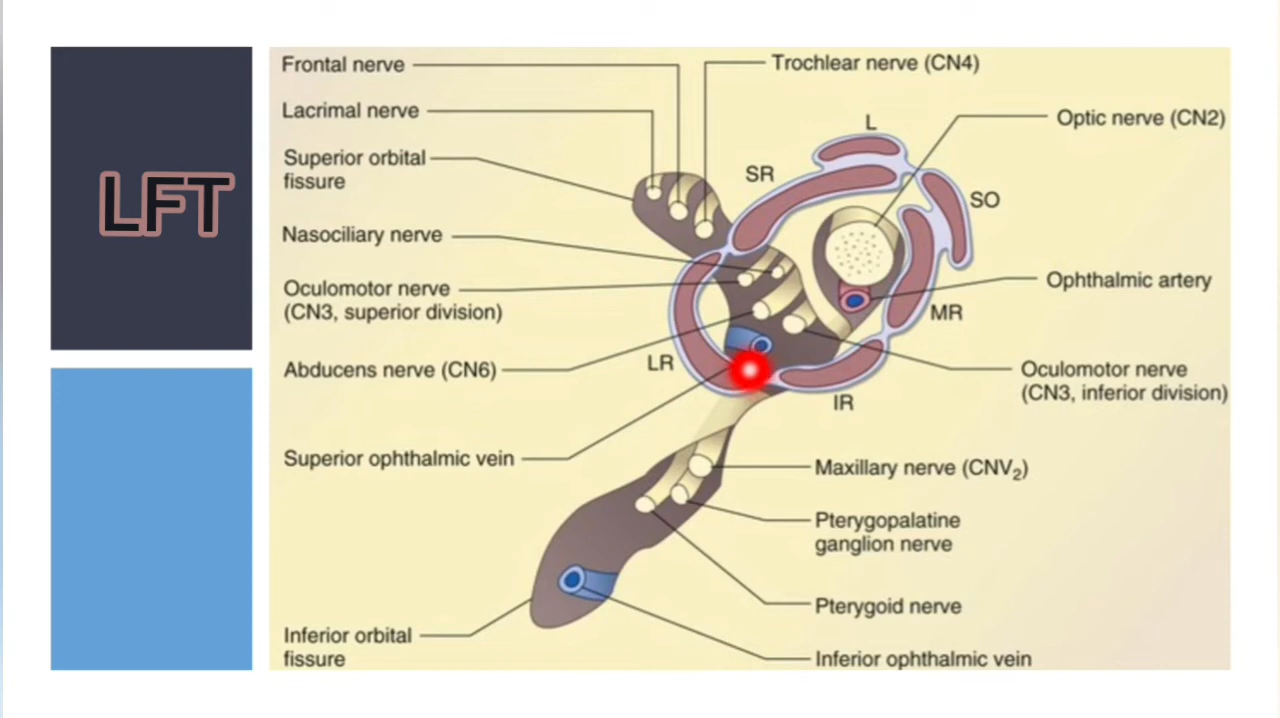 LFT
Frontal nerve
Lacrimal nerve
Superior orbital
fissure
Nasociliary nerve
Oculomotor nerve
(CN3, superior division)
Abducens nerve (CN6)
Superior ophthalmic vein
Inferior orbital
fissure
Trochlear nerve (CN4)
Optic nerve (CN2)
L
SR
SO
Ophthalmic artery
MR
LR
IR
Oculomotor nerve
(CN3, inferior division)
Maxillary nerve (CNV₂)
Pterygopalatine
ganglion nerve
Pterygoid nerve
Inferior ophthalmic vein